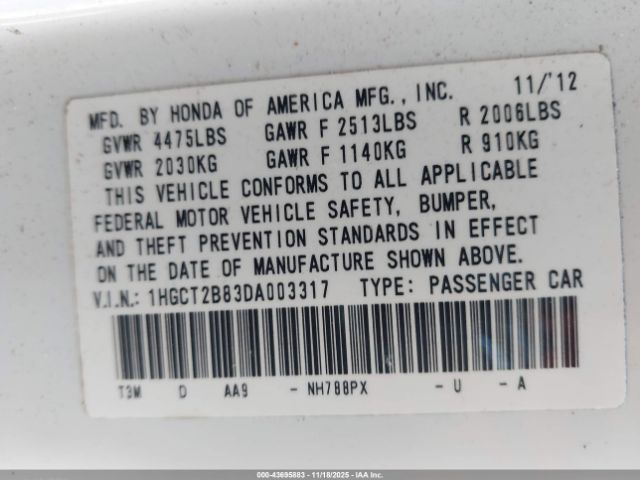 MFD. BY HONDA OF AMERICA MFG., INC. 11/'12
GVWR 4475LBS GAWR F 2513LBS R 2006LBS
GVWR 2030KG GAWR F 1140KG R 910KG
THIS VEHICLE CONFORMS TO ALL APPLICABLE
FEDERAL MOTOR VEHICLE SAFETY, BUMPER,
AND THEFT PREVENTION STANDARDS IN EFFECT
ON THE DATE OF MANUFACTURE SHOWN ABOVE.
V.I.N.: 1HGCT2B83DA003317 TYPE: PASSENGER CAR
T3M D AA9 - NH788PX - U - A
000-43695883 - 11/18/2025 - IAAI.COM